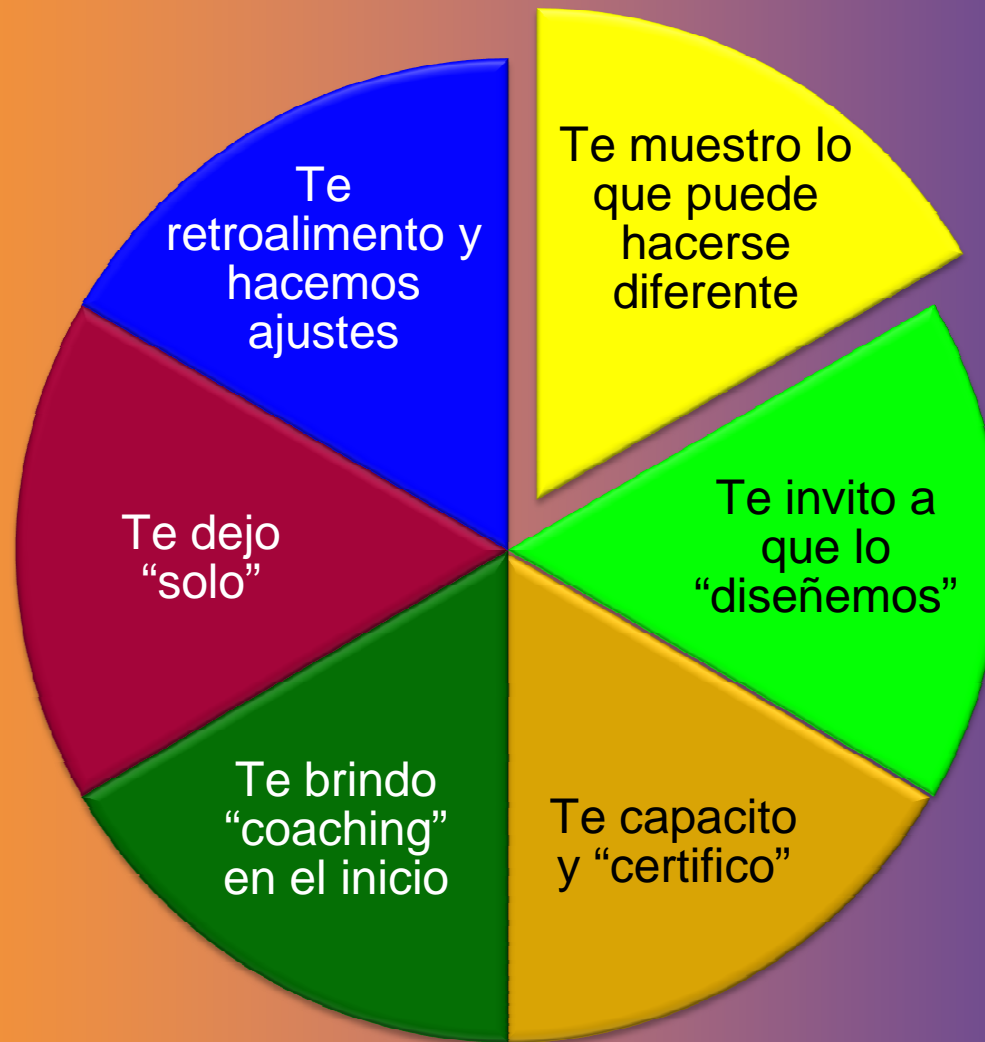 Te muestro lo
que puede
hacerse
diferente
Te invito a
que lo
“diseñemos”
Te capacito
y “certifico”
Te brindo
“coaching”
en el inicio
Te dejo
“solo”
Te
retroalimento y
hacemos
ajustes